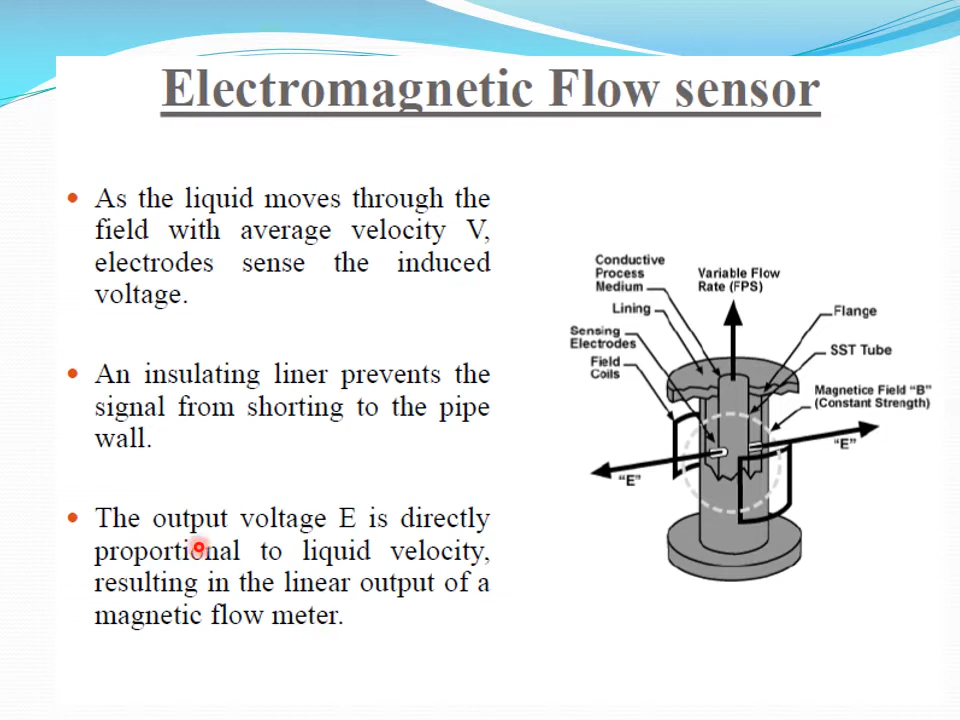 Electromagnetic Flow sensor
As the liquid moves through the
field with average velocity V,
electrodes sense the induced
voltage.
An insulating liner prevents the
signal from shorting to the pipe
wall.
The output voltage E is directly
proportional to liquid velocity,
resulting in the linear output of a
magnetic flow meter.
Conductive
Process
Medium
Variable Flow
Rate (FPS)
Lining
Flange
Sensing
Electrodes
SST Tube
Field
Coils
Magnetice Field "B"
(Constant Strength)
"E"
"E"